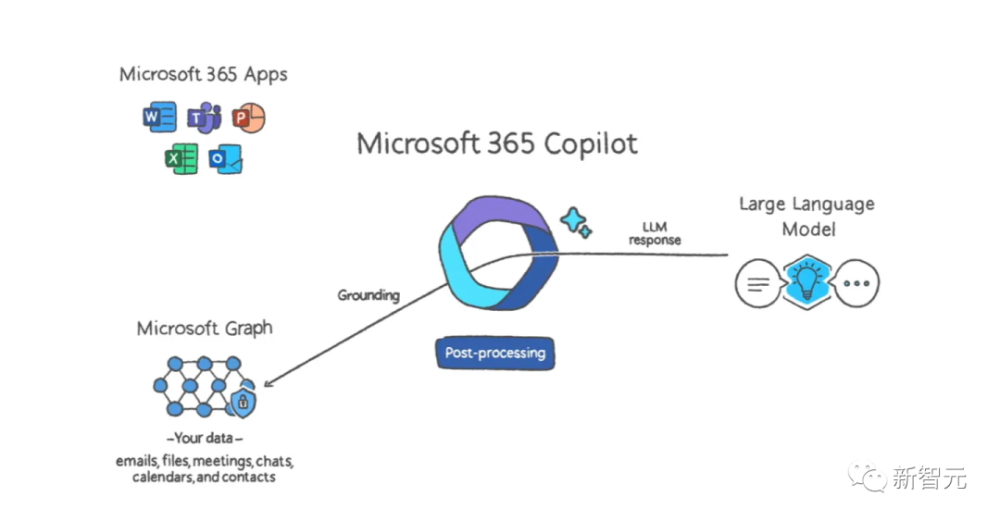 Microsoft 365 Apps
W
T
P
X
O
Microsoft 365 Copilot
Large Language
Model
LLM
response
Grounding
Microsoft Graph
Post-processing
-Your data-
emails, files, meetings, chats,
calendars, and contacts
新智元